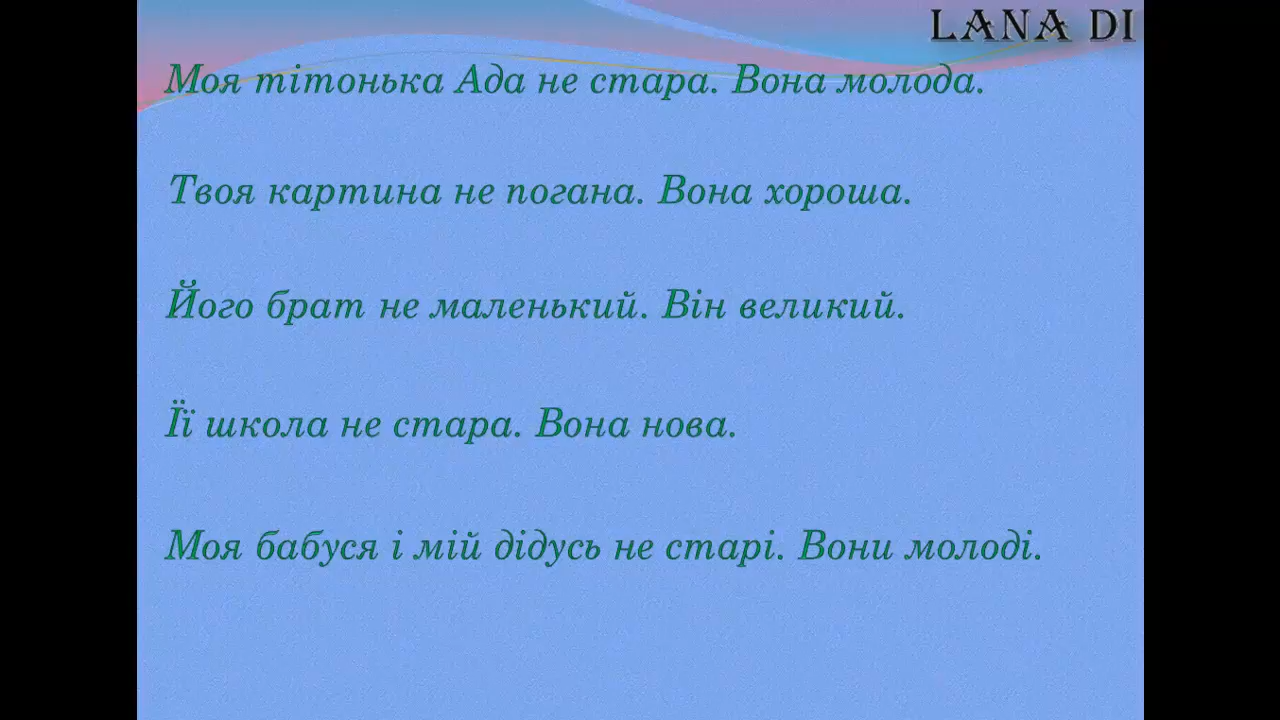 LANA DI
Моя тітонька Ада не стара. Вона молода.
Твоя картина не погана. Вона хороша.
Його брат не маленький. Він великий.
Її школа не стара. Вона нова.
Моя бабуся і мій дідусь не старі. Вони молоді.